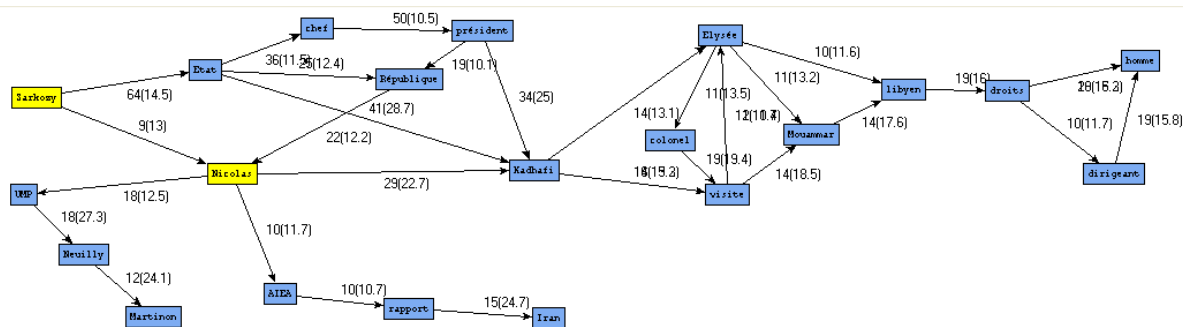 chef
50(10.5)
président
Elysée
10(11.6)
homme
Etat
36(11.5)
19(10.1)
République
11(13.2)
19(16)
libyen
droits
Sarkozy
64(14.5)
41(28.7)
34(25)
11(13.5)
14(13.1)
colonel
Mouammar
14(17.6)
10(11.7)
19(15.8)
9(13)
22(12.2)
Nicolas
29(22.7)
Kadhafi
19(19.4)
visite
14(18.5)
dirigeant
UMP
18(12.5)
18(27.3)
Neuilly
10(11.7)
12(24.1)
Martinon
AIEA
10(10.7)
rapport
15(24.7)
Iran